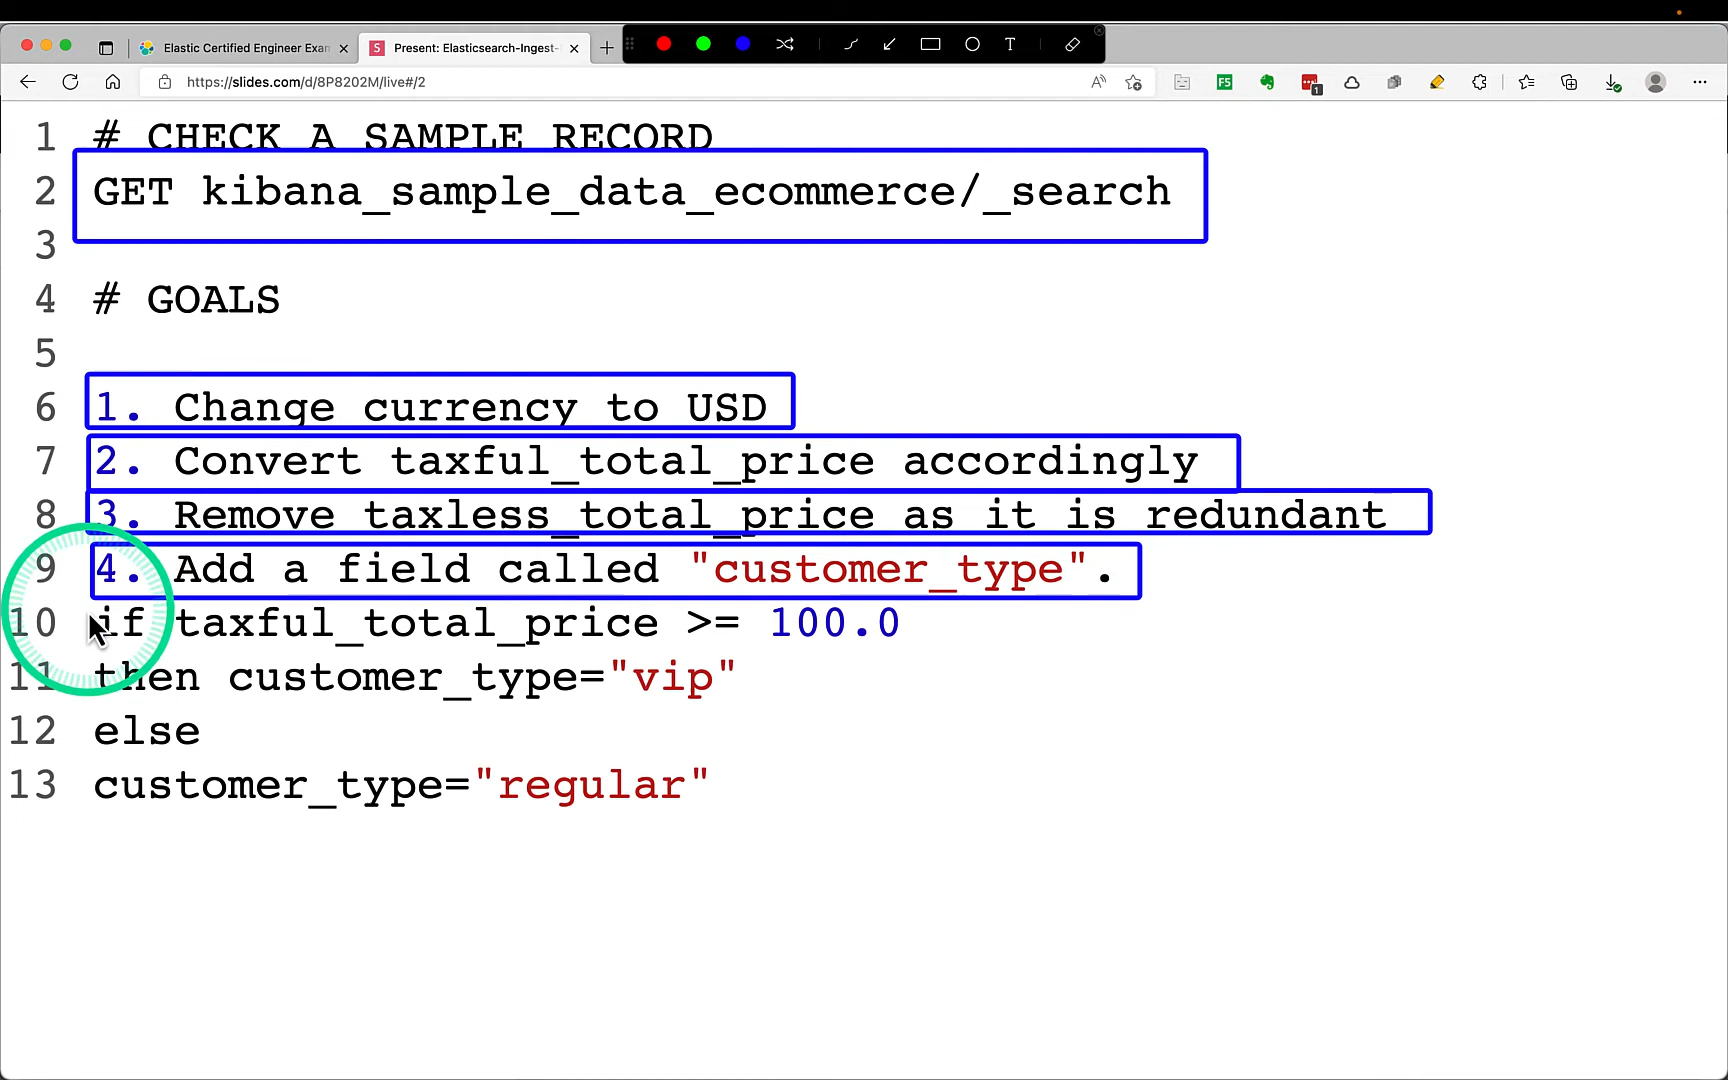 Elastic Certified Engineer Exan
S Present: Elasticsearch-Ingest-
T
https://slides.com/d/8P8202M/live#/2
F5
1
1 # CHECK A SAMPLE RECORD
2 GET kibana_sample_data_ecommerce/_search
3
4 # GOALS
5
6 1. Change currency to USD
7 2. Convert taxful_total_price accordingly
8 3. Remove taxless_total_price as it is redundant
9 4. Add a field called "customer_type".
10 if taxful_total_price >= 100.0
11 then customer_type="vip"
12 else
13 customer_type="regular"